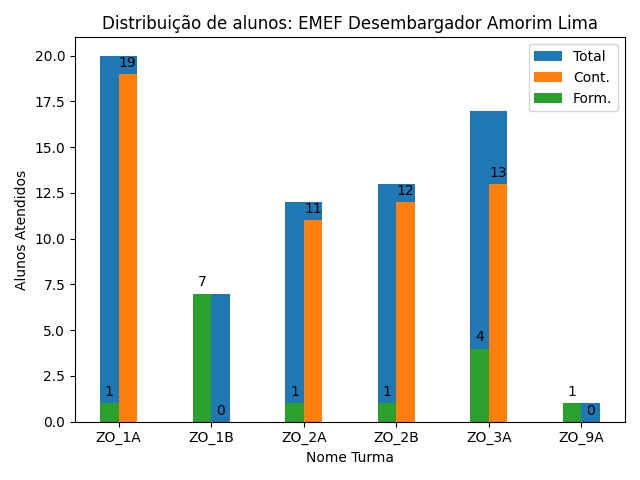 Distribuição de alunos: EMEF Desembargador Amorim Lima
Total
Cont.
Form.
Alunos Atendidos
20.0
17.5
15.0
12.5
10.0
7.5
5.0
2.5
0.0
1
19
7
0
1
11
1
12
4
13
1
0
ZO_1A
ZO_1B
ZO_2A
ZO_2B
ZO_3A
ZO_9A
Nome Turma